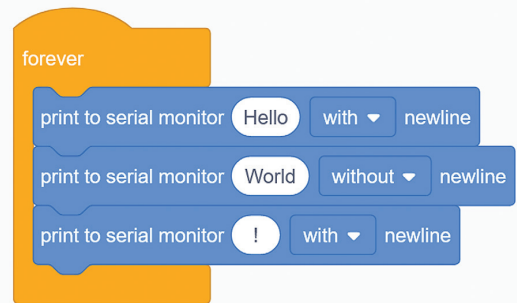 forever
print to serial monitor Hello with newline
print to serial monitor World without newline
print to serial monitor ! with newline